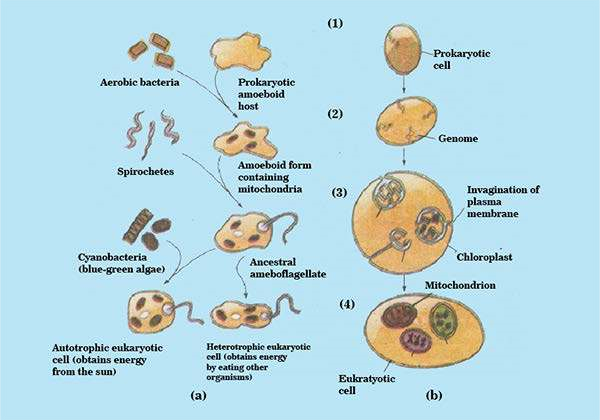 (1)
Aerobic bacteria
Prokaryotic
amoeboid
host
Prokaryotic
cell
(2)
Genome
Spirochetes
Amoeboid form
containing
mitochondria
(3)
Invagination of
plasma
membrane
Cyanobacteria
(blue-green algae)
Ancestral
ameboflagellate
Chloroplast
Mitochondrion
(4)
Autotrophic eukaryotic
cell (obtains energy
from the sun)
Heterotrophic eukaryotic
cell (obtains energy
by eating other
organisms)
Eukratyotic
cell
(a)
(b)